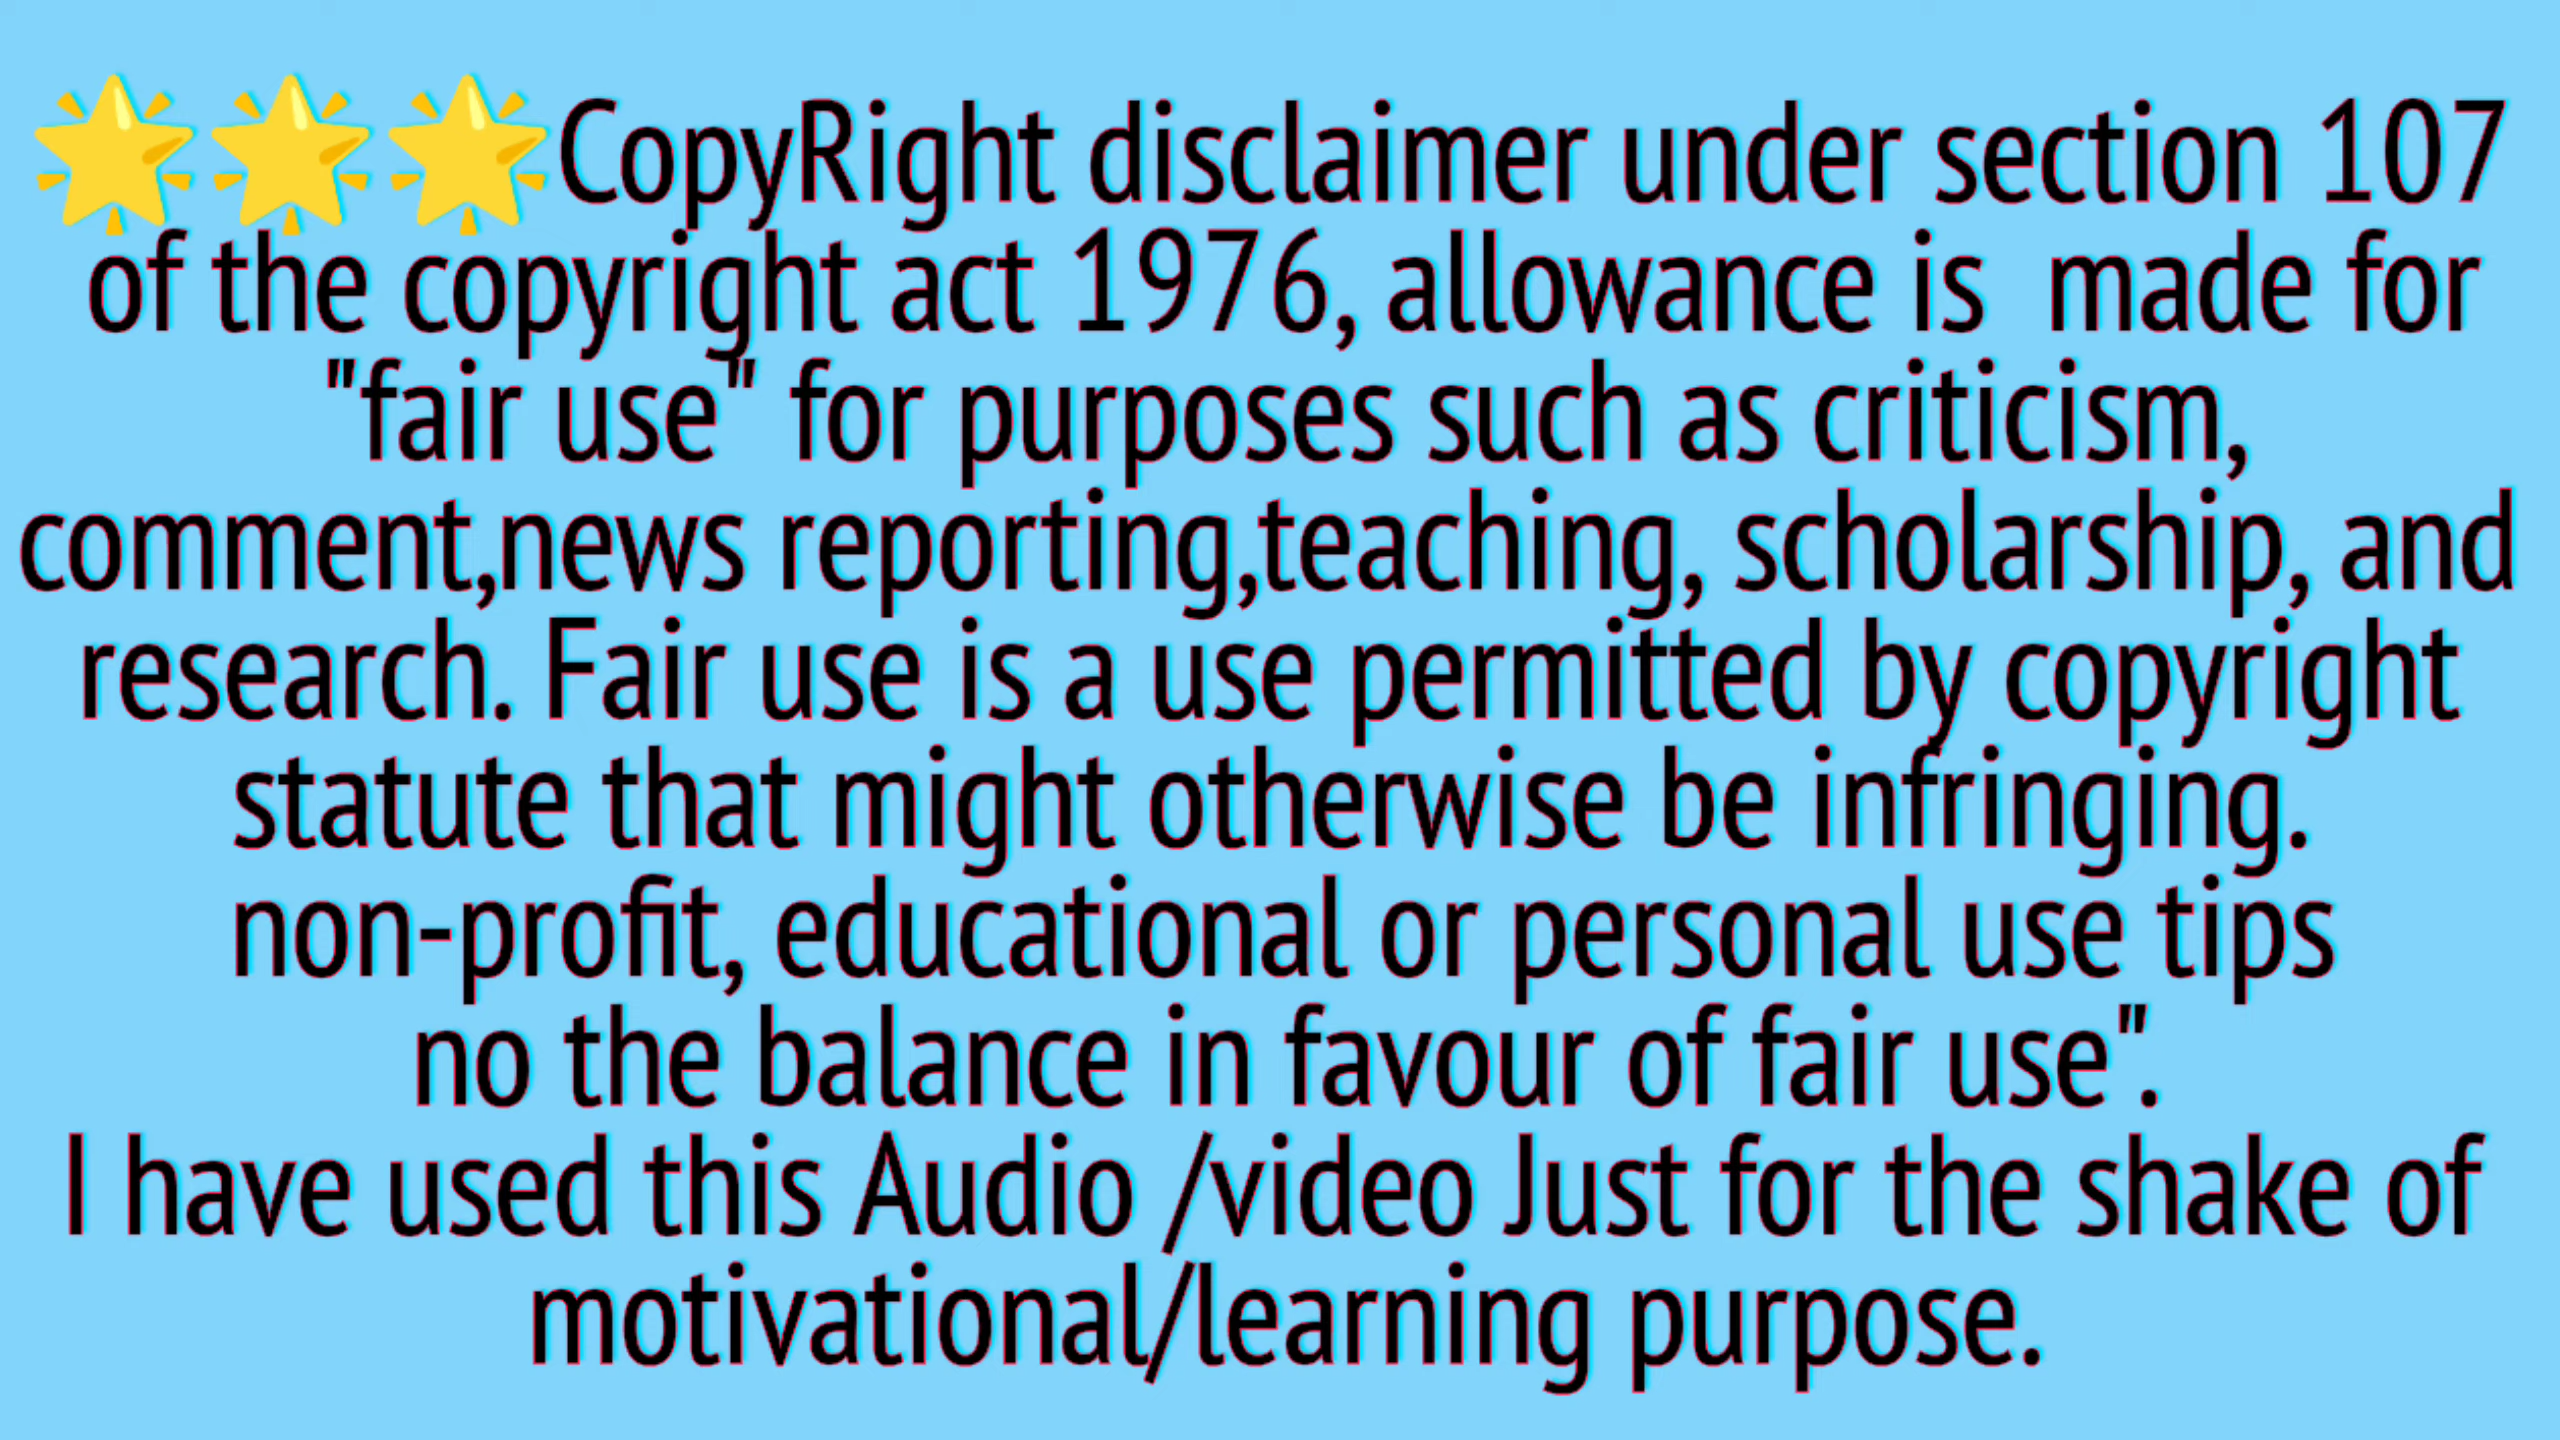 🌟🌟🌟CopyRight disclaimer under section 107
of the copyright act 1976, allowance is  made for
"fair use" for purposes such as criticism,
comment,news reporting,teaching, scholarship, and
research. Fair use is a use permitted by copyright
statute that might otherwise be infringing.
non-profit, educational or personal use tips
no the balance in favour of fair use".
I have used this Audio /video Just for the shake of
motivational/learning purpose.